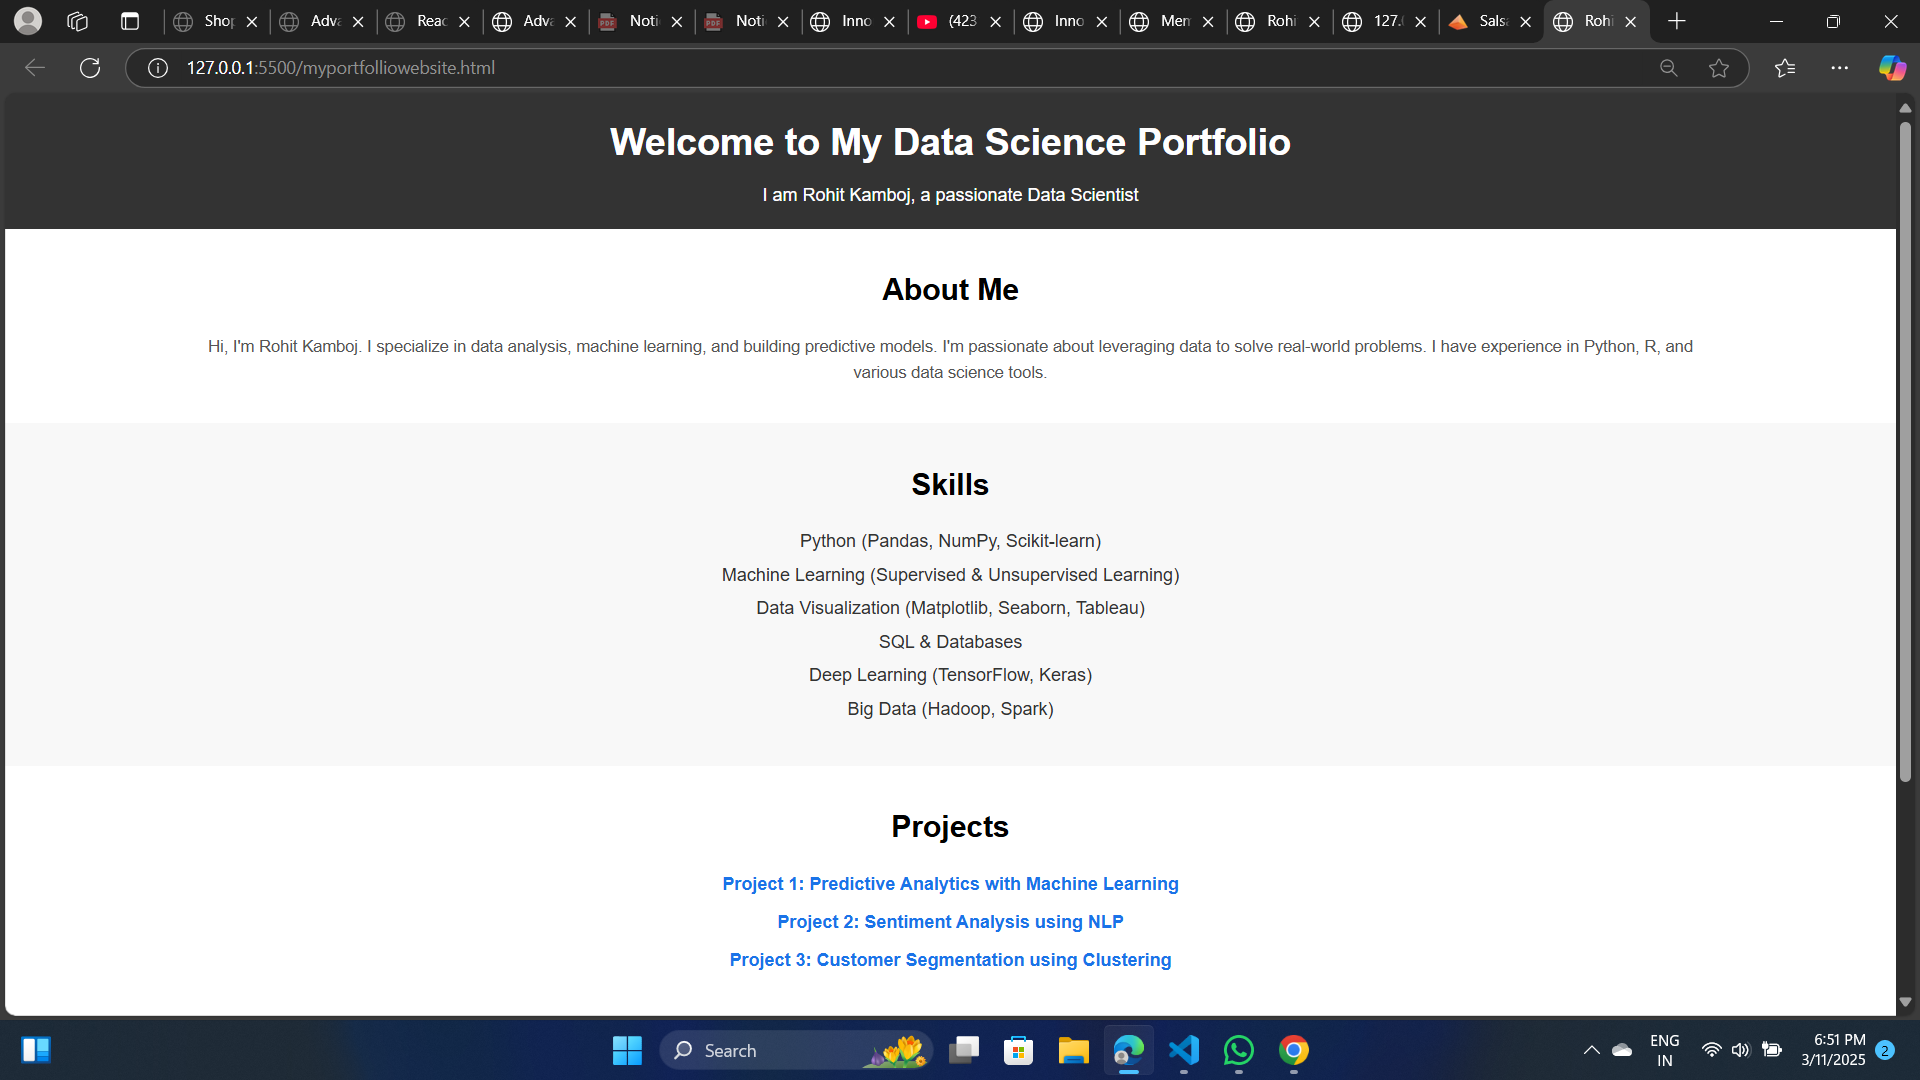 Shop
Adva
Reac
Adva
Notic
Notic
Inno
(423
Inno
Mem
Rohi
127.0
Salsa
Rohi
127.0.0.1:5500/myportfolliowebsite.html
Welcome to My Data Science Portfolio
I am Rohit Kamboj, a passionate Data Scientist
About Me
Hi, I'm Rohit Kamboj. I specialize in data analysis, machine learning, and building predictive models. I'm passionate about leveraging data to solve real-world problems. I have experience in Python, R, and
various data science tools.
Skills
Python (Pandas, NumPy, Scikit-learn)
Machine Learning (Supervised & Unsupervised Learning)
Data Visualization (Matplotlib, Seaborn, Tableau)
SQL & Databases
Deep Learning (TensorFlow, Keras)
Big Data (Hadoop, Spark)
Projects
Project 1: Predictive Analytics with Machine Learning
Project 2: Sentiment Analysis using NLP
Project 3: Customer Segmentation using Clustering
Search
ENG
IN
6:51 PM
3/11/2025
2